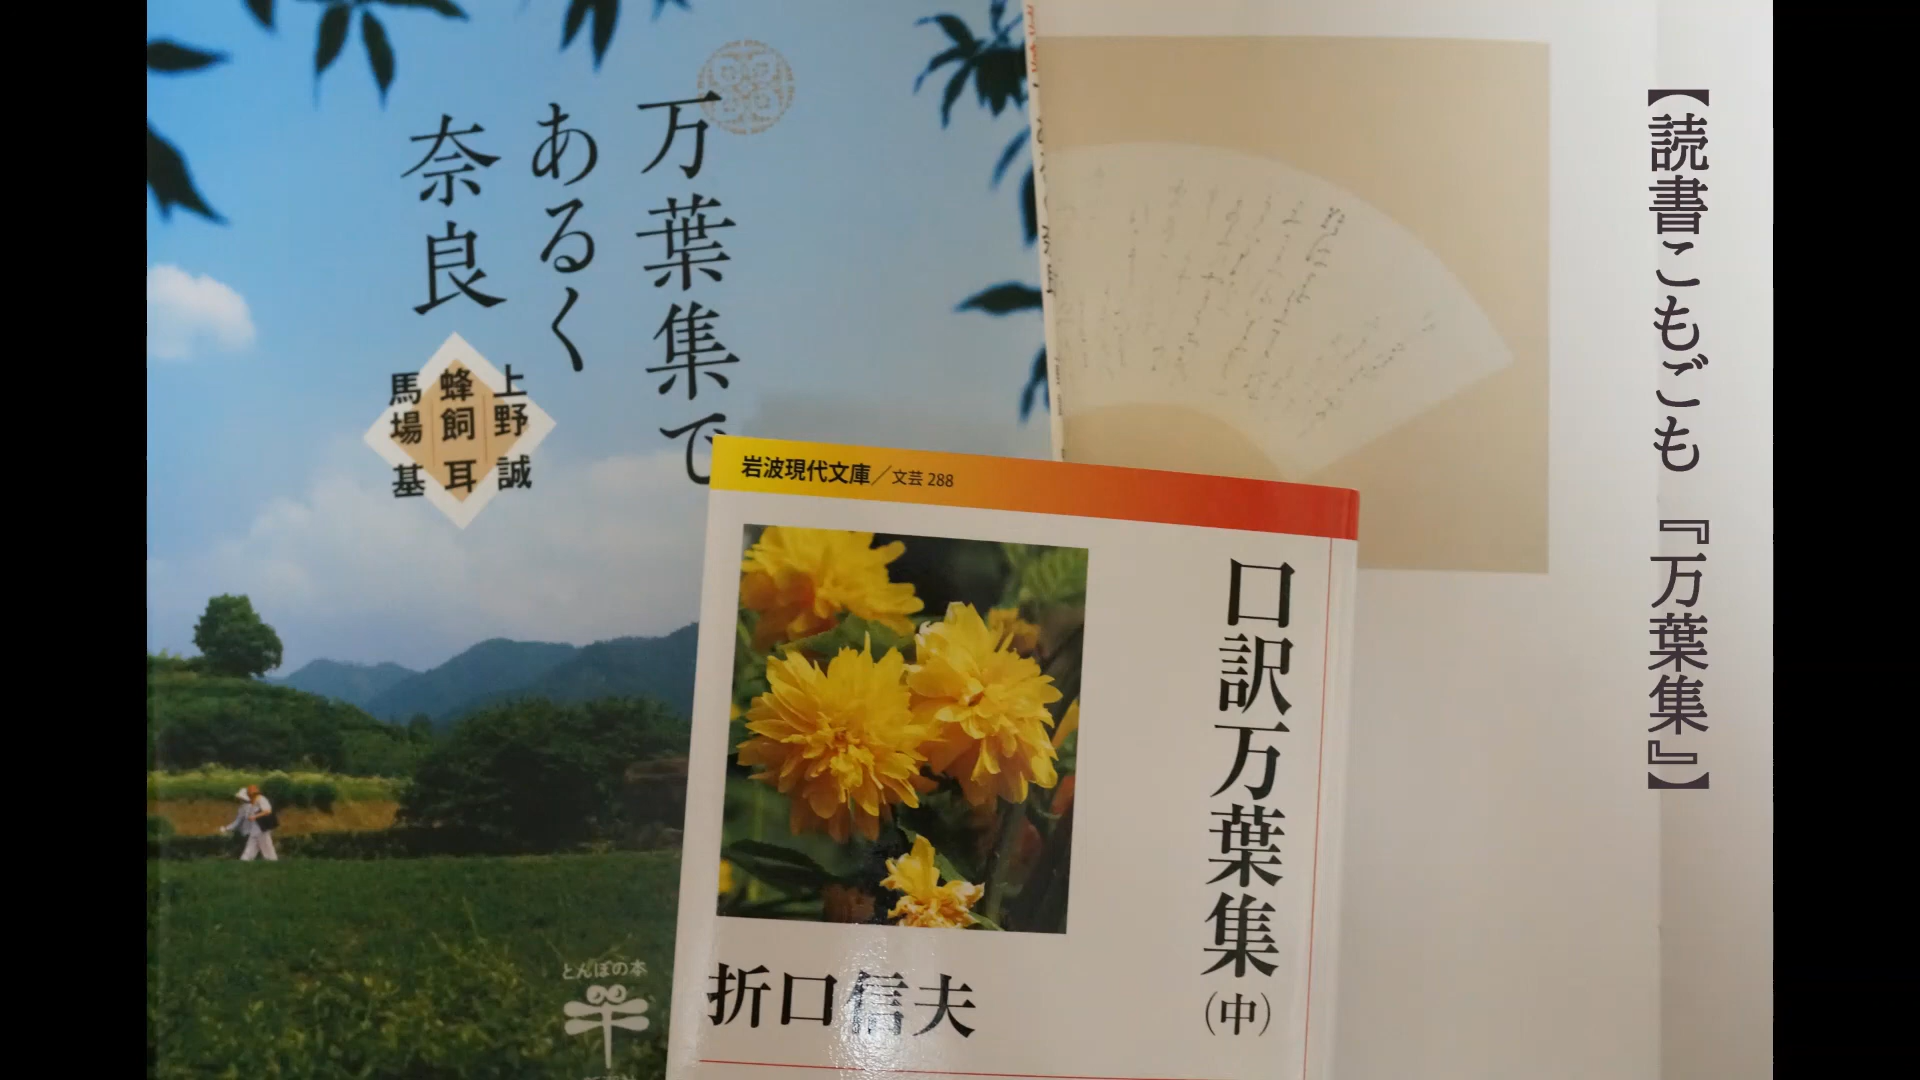 【読書こもごも『万葉集』】
万葉集で
あるく
奈良
上野 誠
蜂飼 耳
馬場 基
とんぼの本
岩波現代文庫/文芸 288
口訳万葉集
(中)
折口信夫